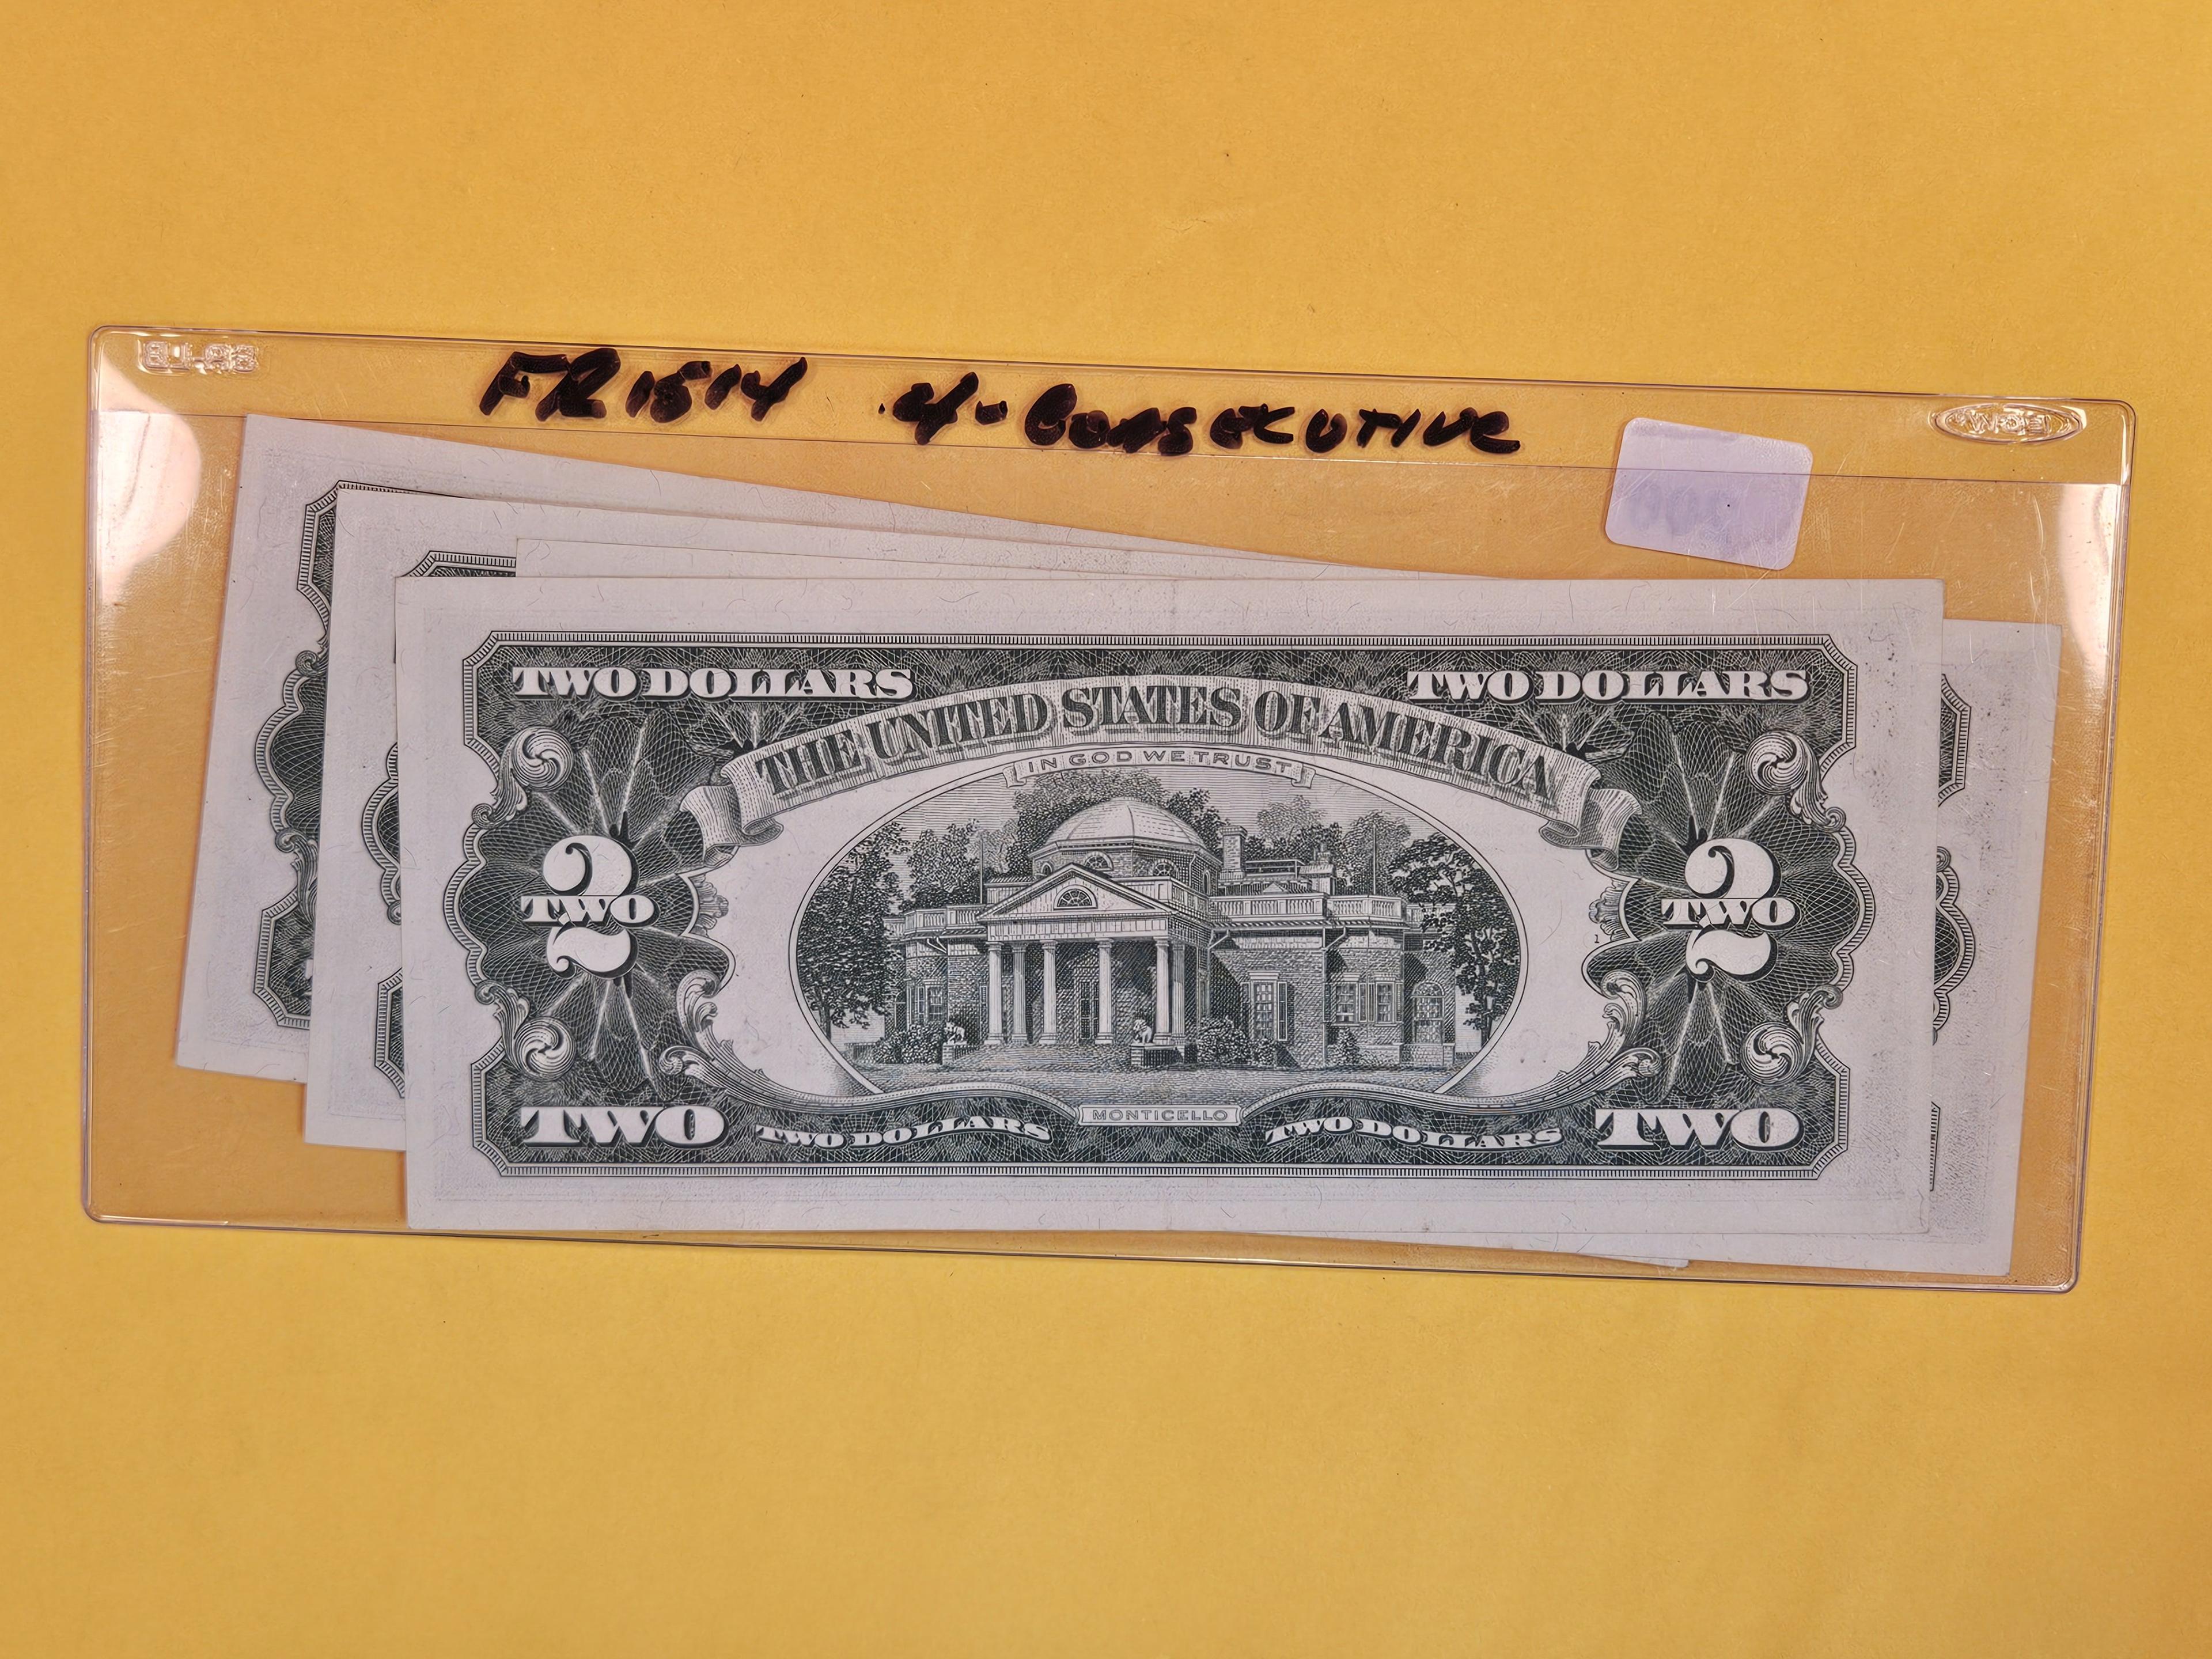 FR1514 4-Consecutive
TWO DOLLARS TWO DOLLARS
THE UNITED STATES OF AMERICA
IN GOD WE TRUST
2 TWO 2 TWO
1
MONTICELLO
TWO TWO DOLLARS TWO DOLLARS TWO